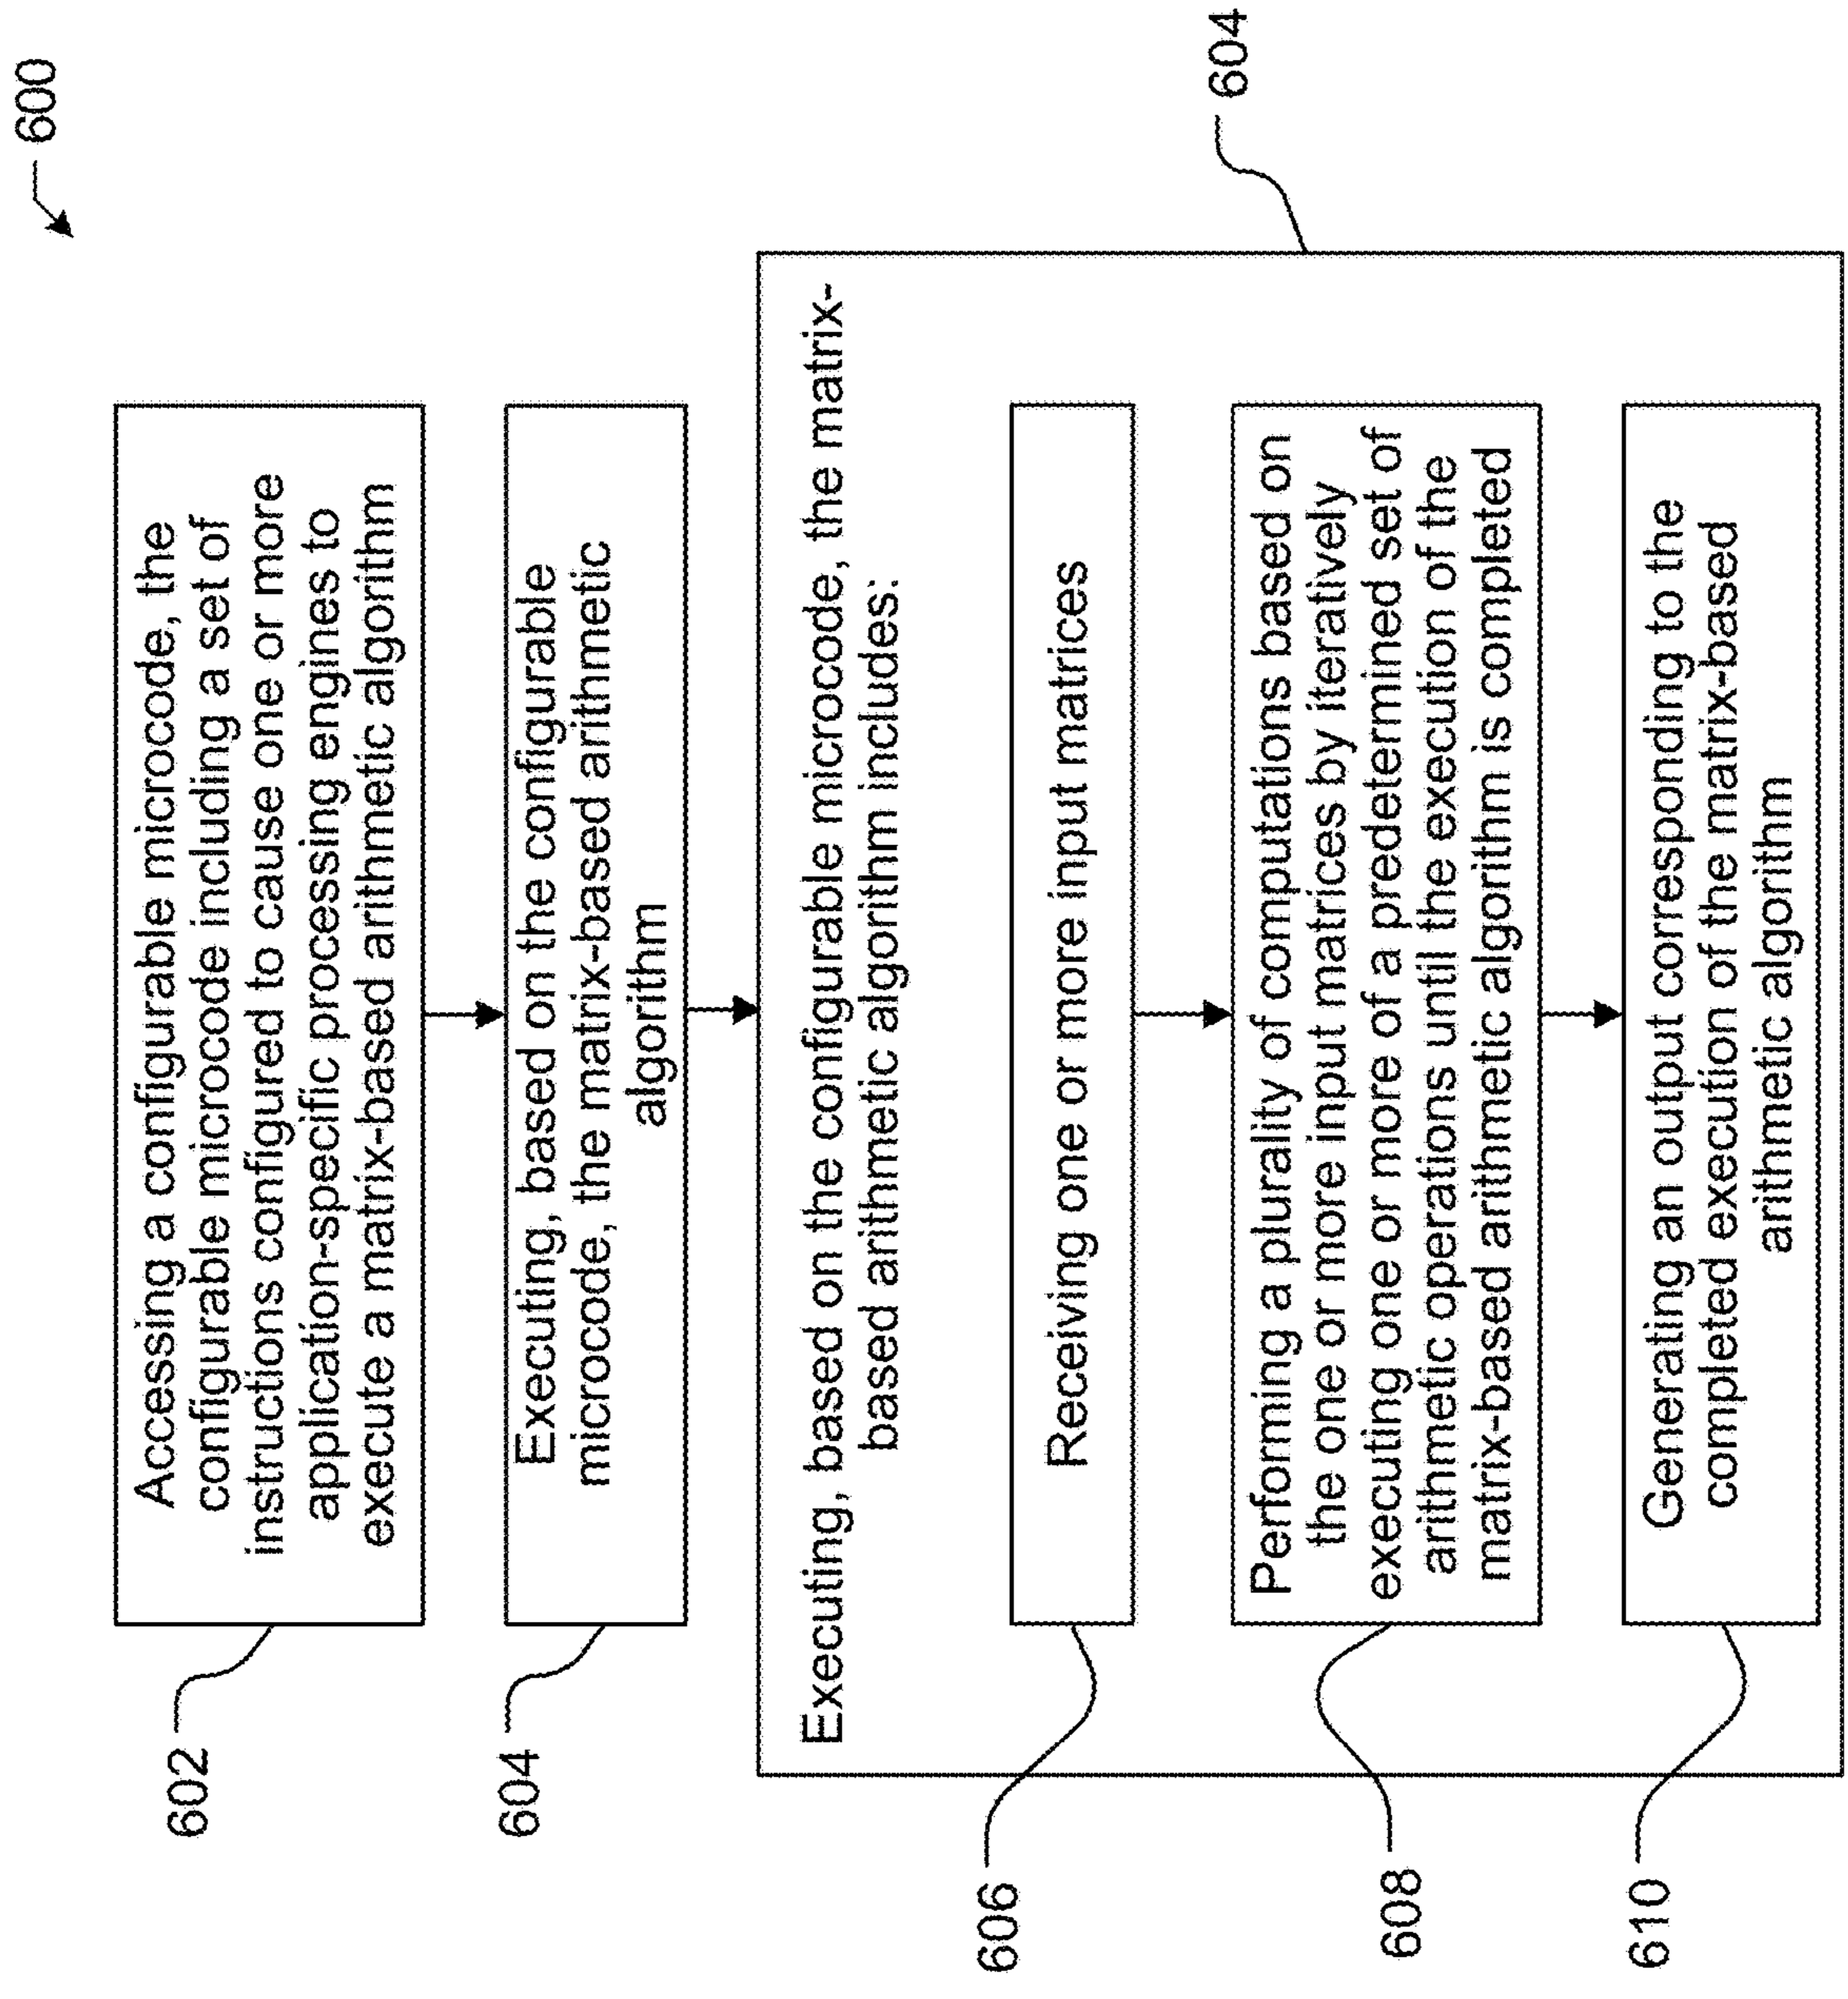 600
602
Accessing a configurable microcode, the
configurable microcode including a set of
instructions configured to cause one or more
application-specific processing engines to
execute a matrix-based arithmetic algorithm
604
Executing, based on the configurable
microcode, the matrix-based arithmetic
algorithm
604
Executing, based on the configurable microcode, the matrix-
based arithmetic algorithm includes:
606
Receiving one or more input matrices
608
Performing a plurality of computations based on
the one or more input matrices by iteratively
executing one or more of a predetermined set of
arithmetic operations until the execution of the
matrix-based arithmetic algorithm is completed
610
Generating an output corresponding to the
completed execution of the matrix-based
arithmetic algorithm